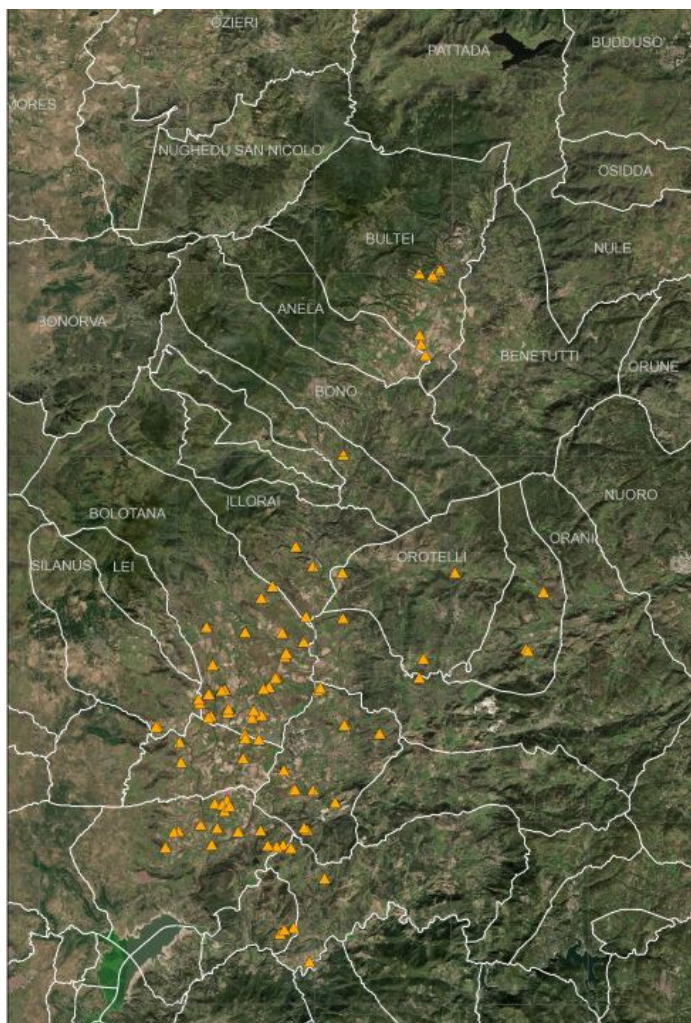 OZIERI
PATTADA
BUDDUSO'
MORES
NUGHEDU SAN NICOLO'
OSIDDA
BULTEI
NULE
ANELA
BONORVA
BENETUTTI
ORUNE
BONO
NUORO
ILLORAI
BOLOTANA
ORANI
OROTELLI
SILANUS
LEI